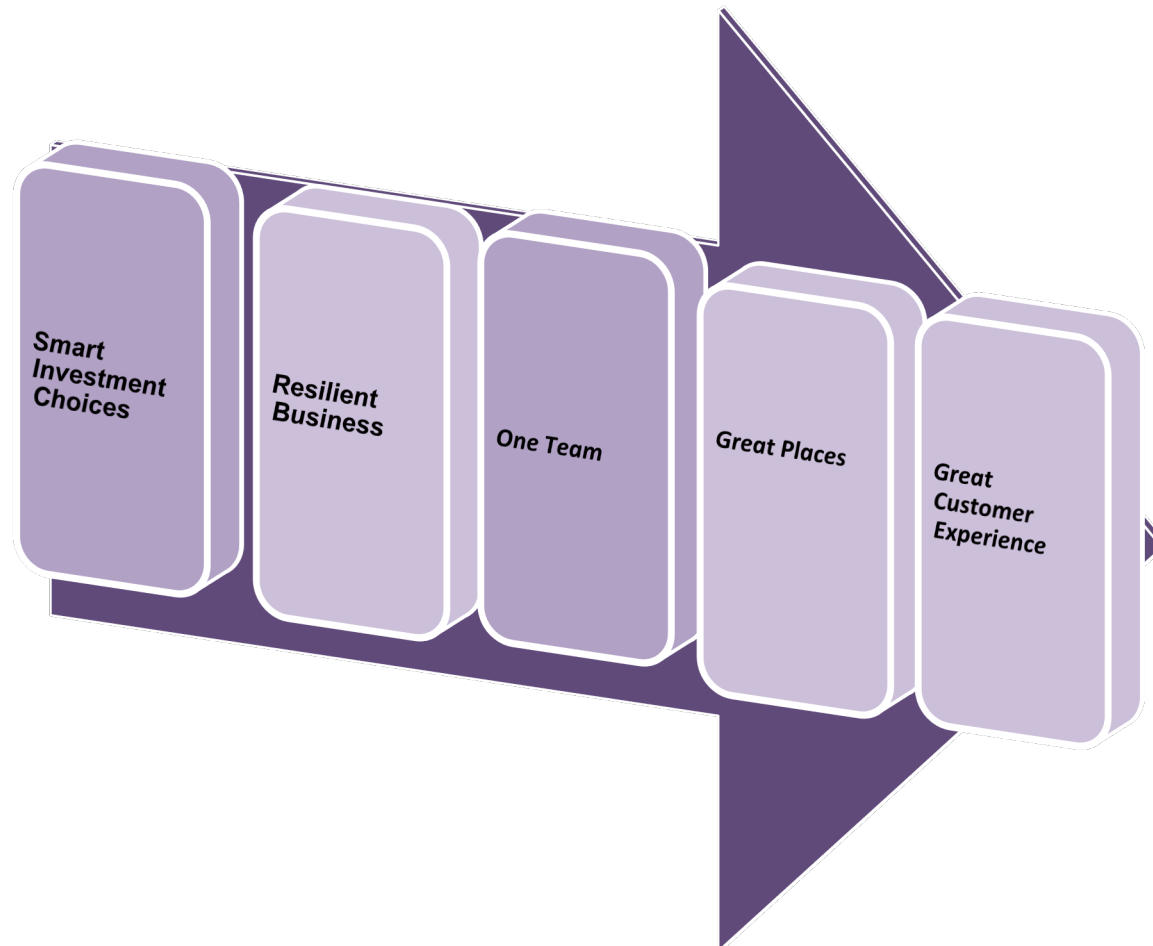 Smart
Investment
Choices
Resilient
Business
One Team
Great Places
Great
Customer
Experience